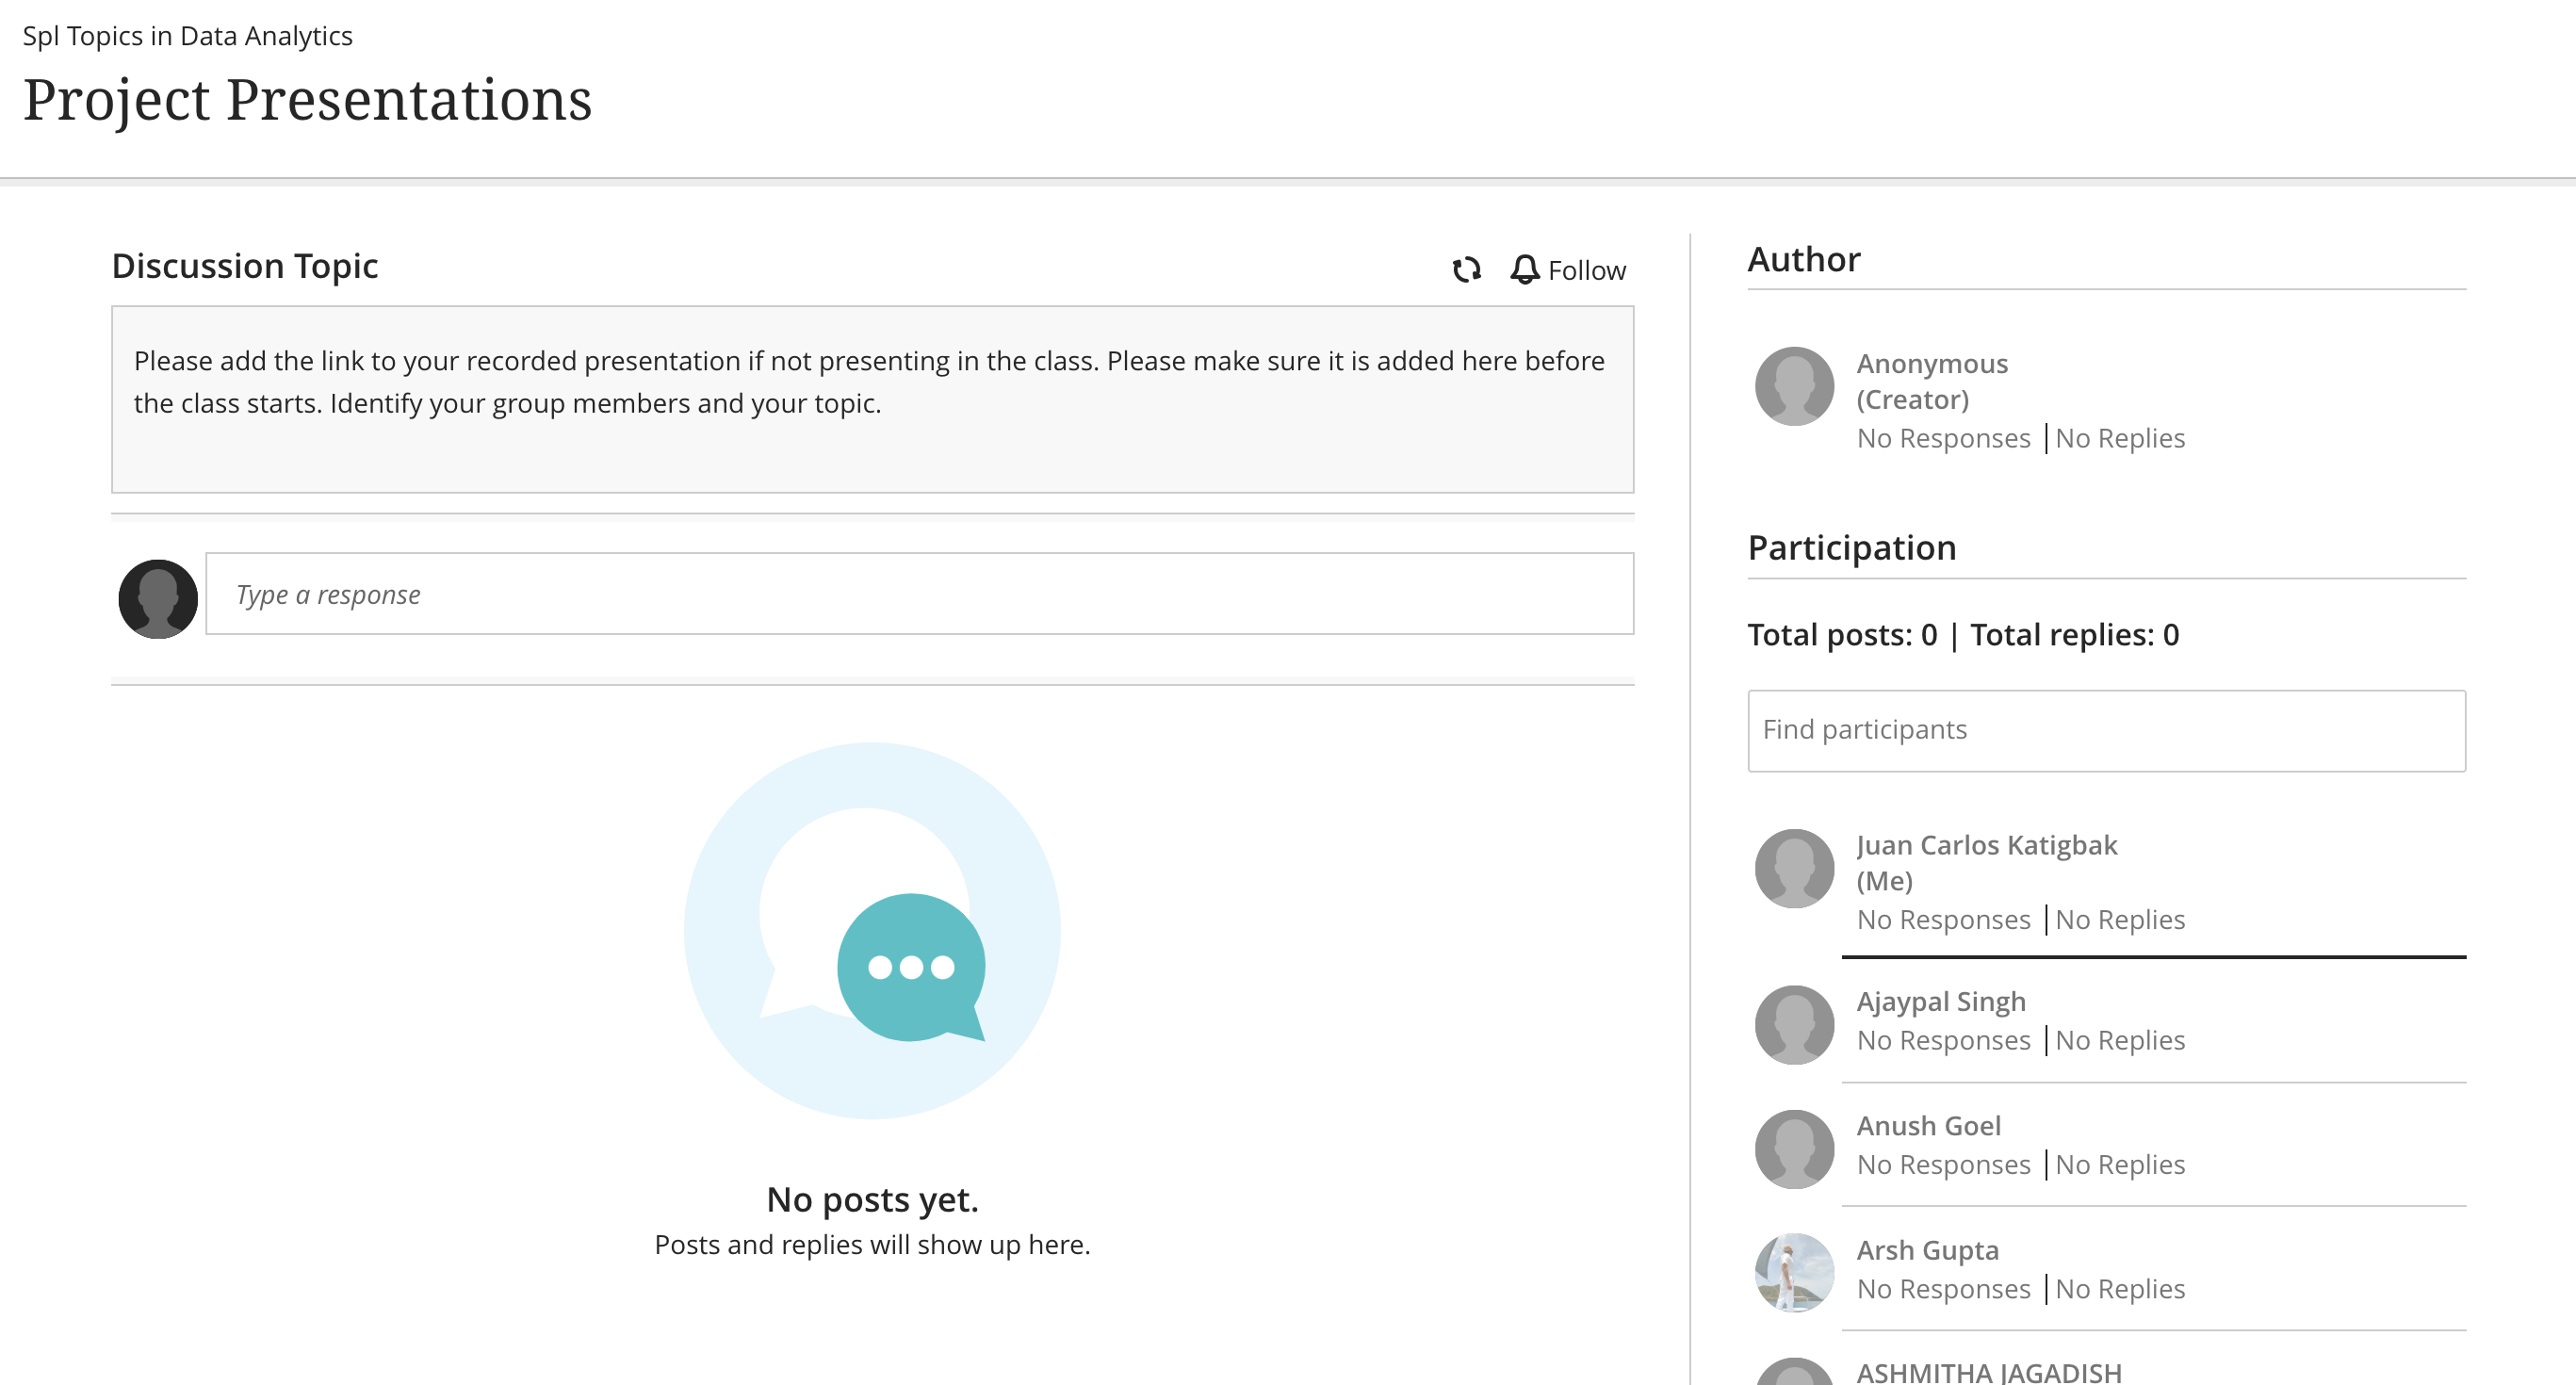 Spl Topics in Data Analytics
Project Presentations
Discussion Topic
Follow
Please add the link to your recorded presentation if not presenting in the class. Please make sure it is added here before
the class starts. Identify your group members and your topic.
Type a response
No posts yet.
Posts and replies will show up here.
Author
Anonymous
(Creator)
No Responses | No Replies
Participation
Total posts: 0 | Total replies: 0
Find participants
Juan Carlos Katigbak
(Me)
No Responses | No Replies
Ajaypal Singh
No Responses | No Replies
Anush Goel
No Responses | No Replies
Arsh Gupta
No Responses | No Replies
ASHMITHA JAGADISH